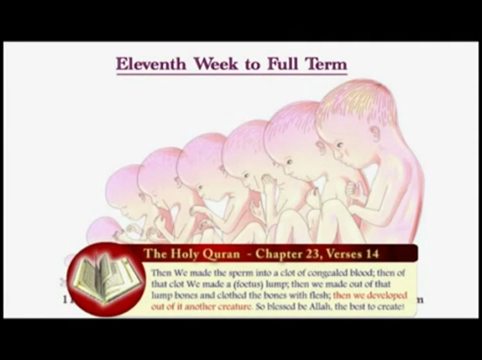 Eleventh Week to Full Term
The Holy Quran - Chapter 23, Verses 14
Then We made the sperm into a clot of congealed blood; then of
that clot We made a (foetus) lump; then we made out of that
lump bones and clothed the bones with flesh; then we developed
out of it another creature. So blessed be Allah, the best to create!